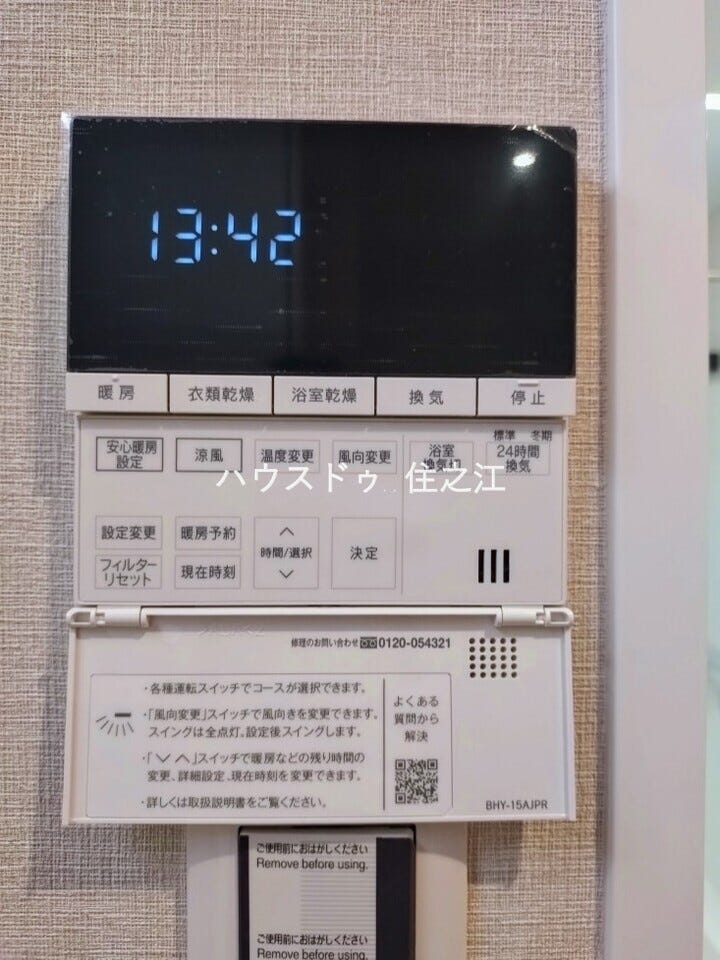 13:42
暖房 衣類乾燥 浴室乾燥 換気 停止
標準 冬期
安心暖房 設定 涼風 温度変更 風向変更 浴室 換気切 24時間 換気
ハウスドゥ 住之江
設定変更 暖房予約 時間/選択 決定
フィルター リセット 現在時刻
修理のお問い合わせ 0120-054321
・各種運転スイッチでコースが選択できます。
・「風向変更」スイッチで風向きを変更できます。
スイングは全点灯。設定後スイングします。
・「∨ ∧」スイッチで暖房などの残り時間の
変更、詳細設定、現在時刻を変更できます。
・詳しくは取扱説明書をご覧ください。
よくある
質問から
解決
BHY-15AJPR
ご使用前におはがしください
Remove before using.
ご使用前におはがしください
Remove before using.